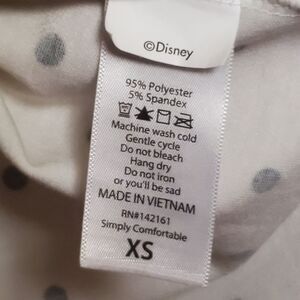 ©Disney
95% Polyester
5% Spandex
Machine wash cold
Gentle cycle
Do not bleach
Hang dry
Do not iron
or you'll be sad
MADE IN VIETNAM
RN#142161
Simply Comfortable
XS